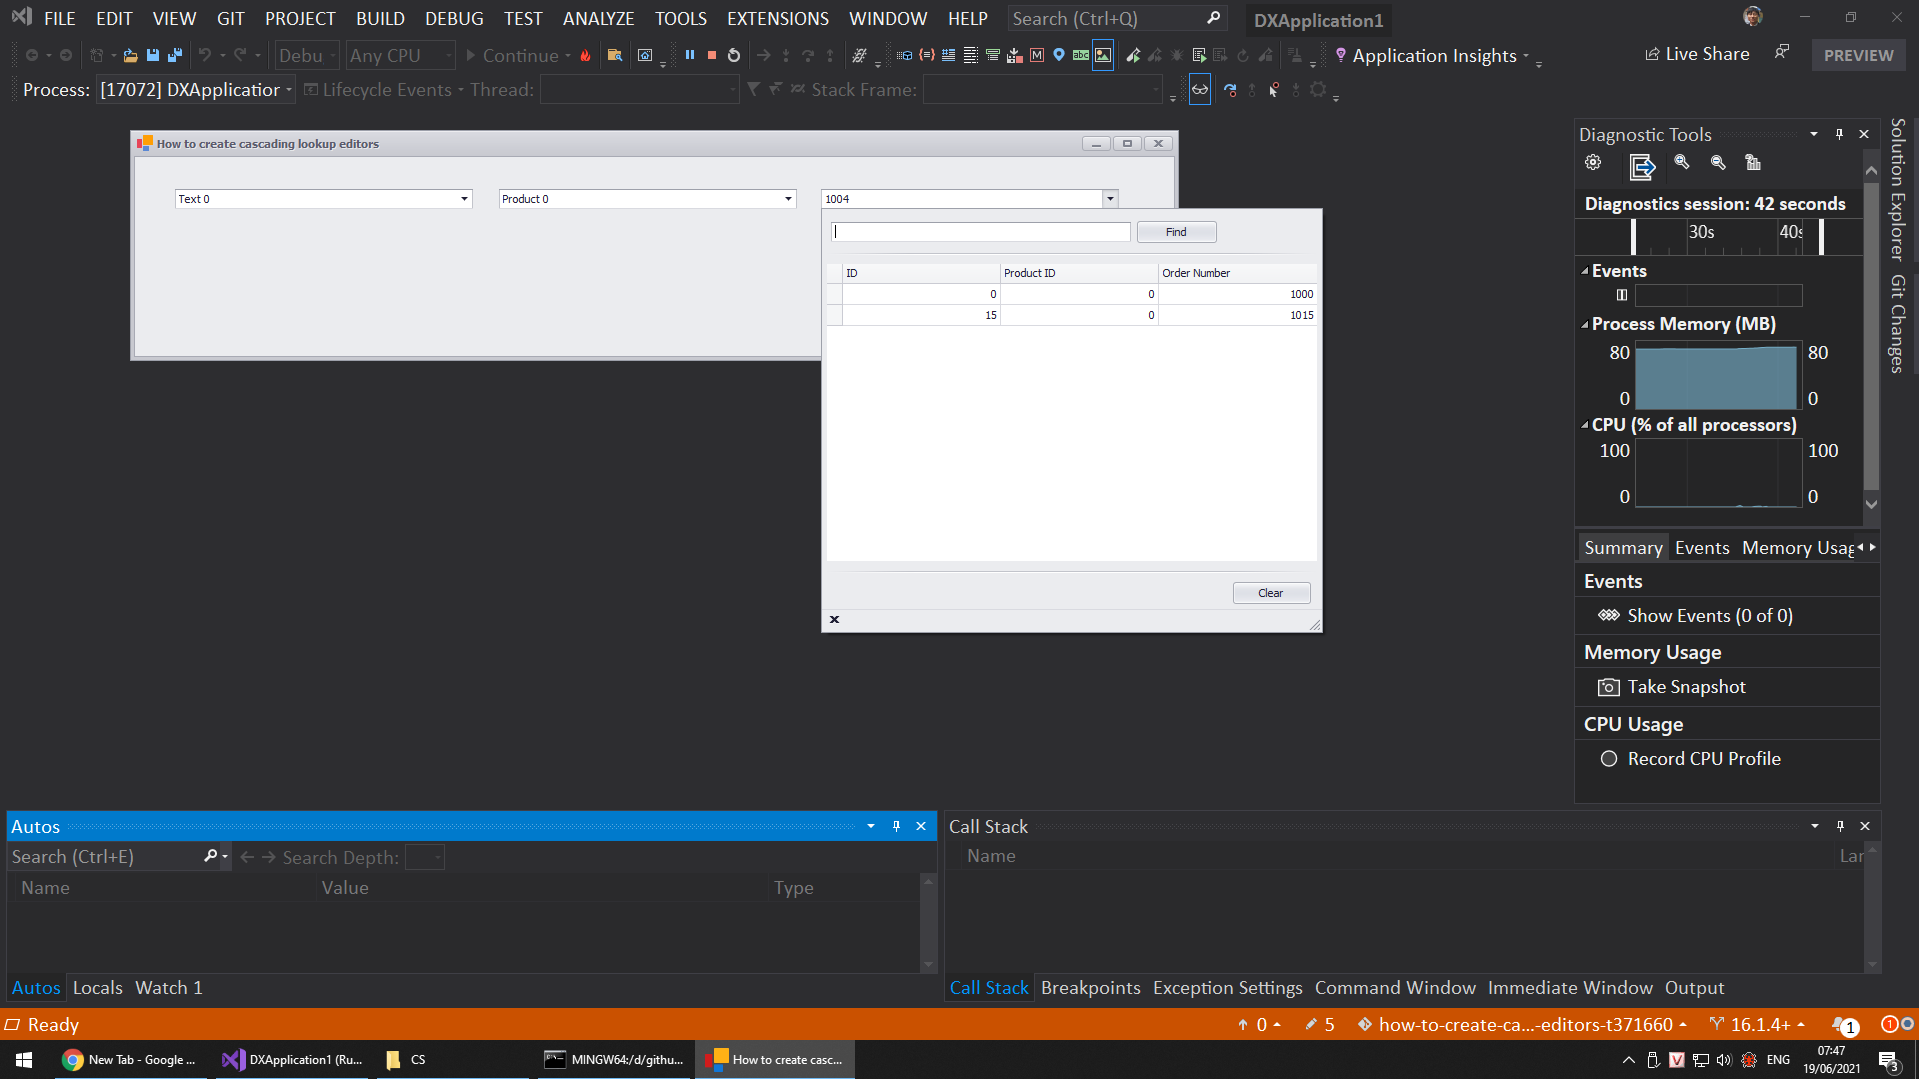 FILE EDIT VIEW GIT PROJECT BUILD DEBUG TEST ANALYZE TOOLS EXTENSIONS WINDOW HELP Search (Ctrl+Q) DXApplication1
Debu Any CPU Continue Application Insights Live Share PREVIEW
Process: [17072] DXApplication Lifecycle Events Thread: Stack Frame:
How to create cascading lookup editors
Text 0 Product 0 1004
Find
ID Product ID Order Number
0 0 1000
15 0 1015
Clear
Diagnostic Tools
Diagnostics session: 42 seconds
30s 40s
Events
Process Memory (MB)
80 80
0 0
CPU (% of all processors)
100 100
0 0
Summary Events Memory Usag
Events
Show Events (0 of 0)
Memory Usage
Take Snapshot
CPU Usage
Record CPU Profile
Solution Explorer
Git Changes
Autos
Search (Ctrl+E) Search Depth:
Name Value Type
Autos Locals Watch 1
Call Stack
Name Lar
Call Stack Breakpoints Exception Settings Command Window Immediate Window Output
Ready 0 5 how-to-create-ca...-editors-t371660 16.1.4+ 1 1
New Tab - Google ... DXApplication1 (Ru... CS MINGW64:/d/githu... How to create casc... ENG 07:47
19/06/2021 3